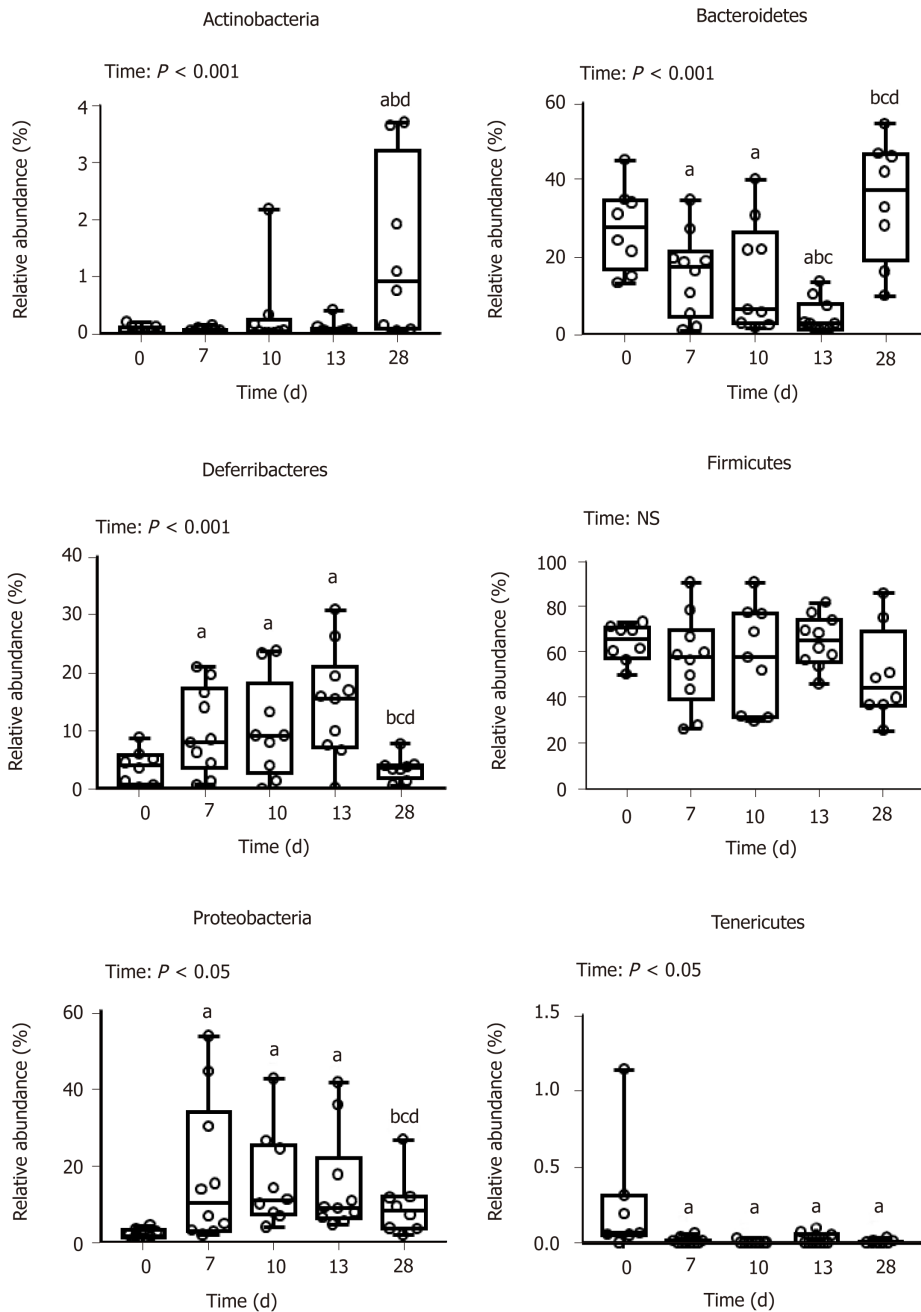 Actinobacteria
Time: P < 0.001
Relative abundance (%)
4
3
2
1
0
abd
0 7 10 13 28
Time (d)
Bacteroidetes
Time: P < 0.001
Relative abundance (%)
60
40
20
0
a a abc bcd
0 7 10 13 28
Time (d)
Deferribacteres
Time: P < 0.001
Relative abundance (%)
40
30
20
10
0
a a a bcd
0 7 10 13 28
Time (d)
Firmicutes
Time: NS
Relative abundance (%)
100
80
60
40
20
0
0 7 10 13 28
Time (d)
Proteobacteria
Time: P < 0.05
Relative abundance (%)
60
40
20
0
a a a bcd
0 7 10 13 28
Time (d)
Tenericutes
Time: P < 0.05
Relative abundance (%)
1.5
1.0
0.5
0.0
a a a a
0 7 10 13 28
Time (d)